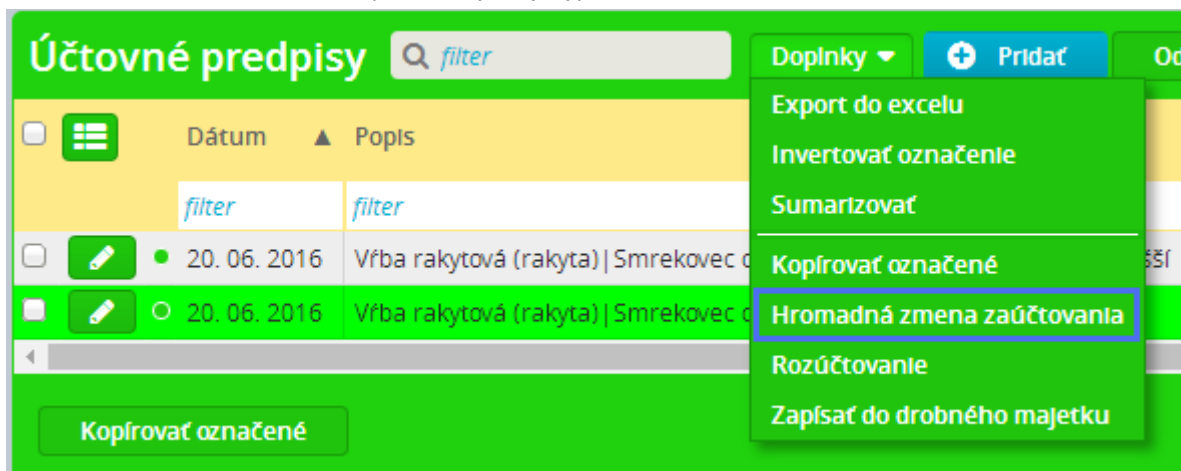 Účtovné predpisy filter Doplnky Pridať
Export do excelu
Dátum Popis
Invertovať označenie
filter filter
Sumarizovať
20. 06. 2016 Vŕba rakytová (rakyta)|Smrekovec
Kopírovať označené
20. 06. 2016 Vŕba rakytová (rakyta)|Smrekovec
Hromadná zmena zaúčtovania
Rozúčtovanie
Zapísať do drobného majetku
Kopírovať označené